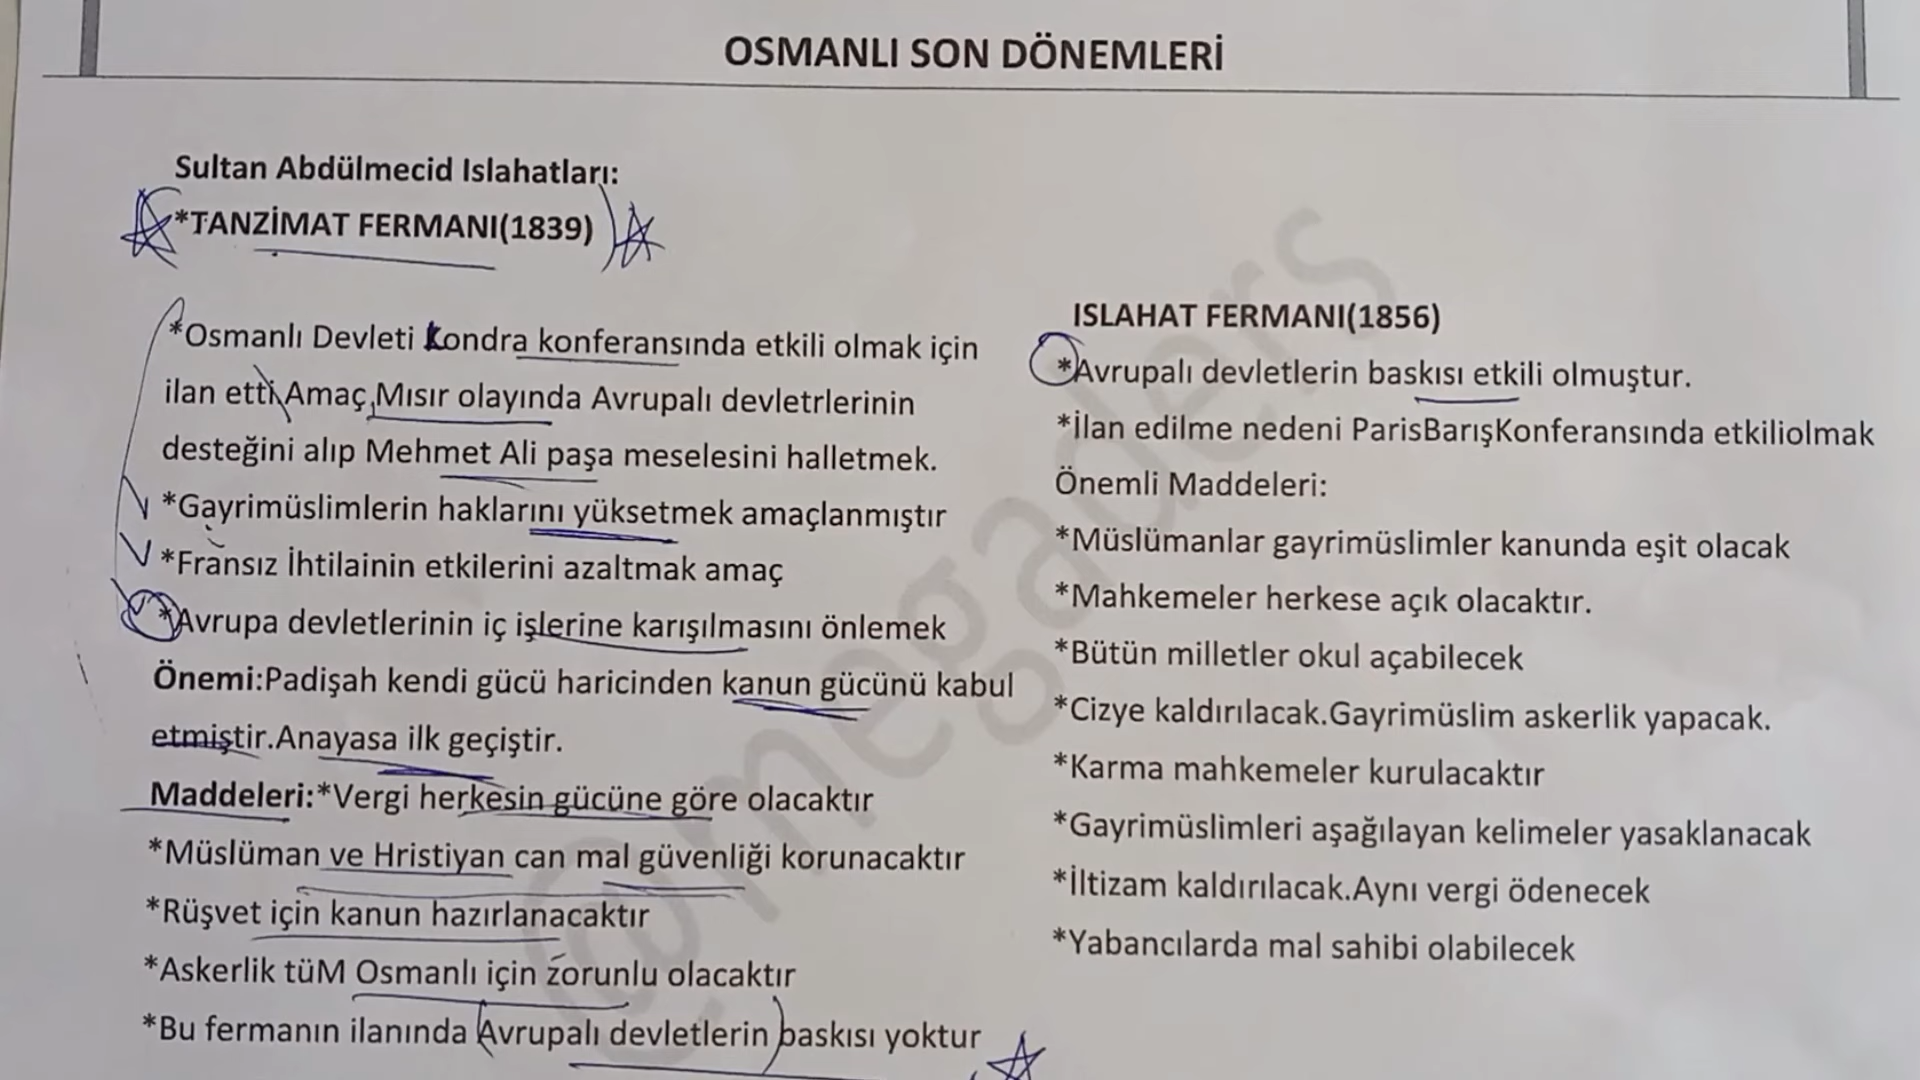 OSMANLI SON DÖNEMLERİ
Sultan Abdülmecid Islahatları:
*TANZİMAT FERMANI(1839)
*Osmanlı Devleti Londra konferansında etkili olmak için
ilan etti Amaç,Mısır olayında Avrupalı devletrlerinin
desteğini alıp Mehmet Ali paşa meselesini halletmek.
*Gayrimüslimlerin haklarını yüksetmek amaçlanmıştır
*Fransız İhtilainin etkilerini azaltmak amaç
*Avrupa devletlerinin iç işlerine karışılmasını önlemek
Önemi:Padişah kendi gücü haricinden kanun gücünü kabul
etmiştir.Anayasa ilk geçiştir.
Maddeleri:*Vergi herkesin gücüne göre olacaktır
*Müslüman ve Hristiyan can mal güvenliği korunacaktır
*Rüşvet için kanun hazırlanacaktır
*Askerlik tüM Osmanlı için zorunlu olacaktır
*Bu fermanın ilanında Avrupalı devletlerin baskısı yoktur
ISLAHAT FERMANI(1856)
*Avrupalı devletlerin baskısı etkili olmuştur.
*İlan edilme nedeni ParisBarışKonferansında etkiliolmak
Önemli Maddeleri:
*Müslümanlar gayrimüslimler kanunda eşit olacak
*Mahkemeler herkese açık olacaktır.
*Bütün milletler okul açabilecek
*Cizye kaldırılacak.Gayrimüslim askerlik yapacak.
*Karma mahkemeler kurulacaktır
*Gayrimüslimleri aşağılayan kelimeler yasaklanacak
*İltizam kaldırılacak.Aynı vergi ödenecek
*Yabancılarda mal sahibi olabilecek
@megaders